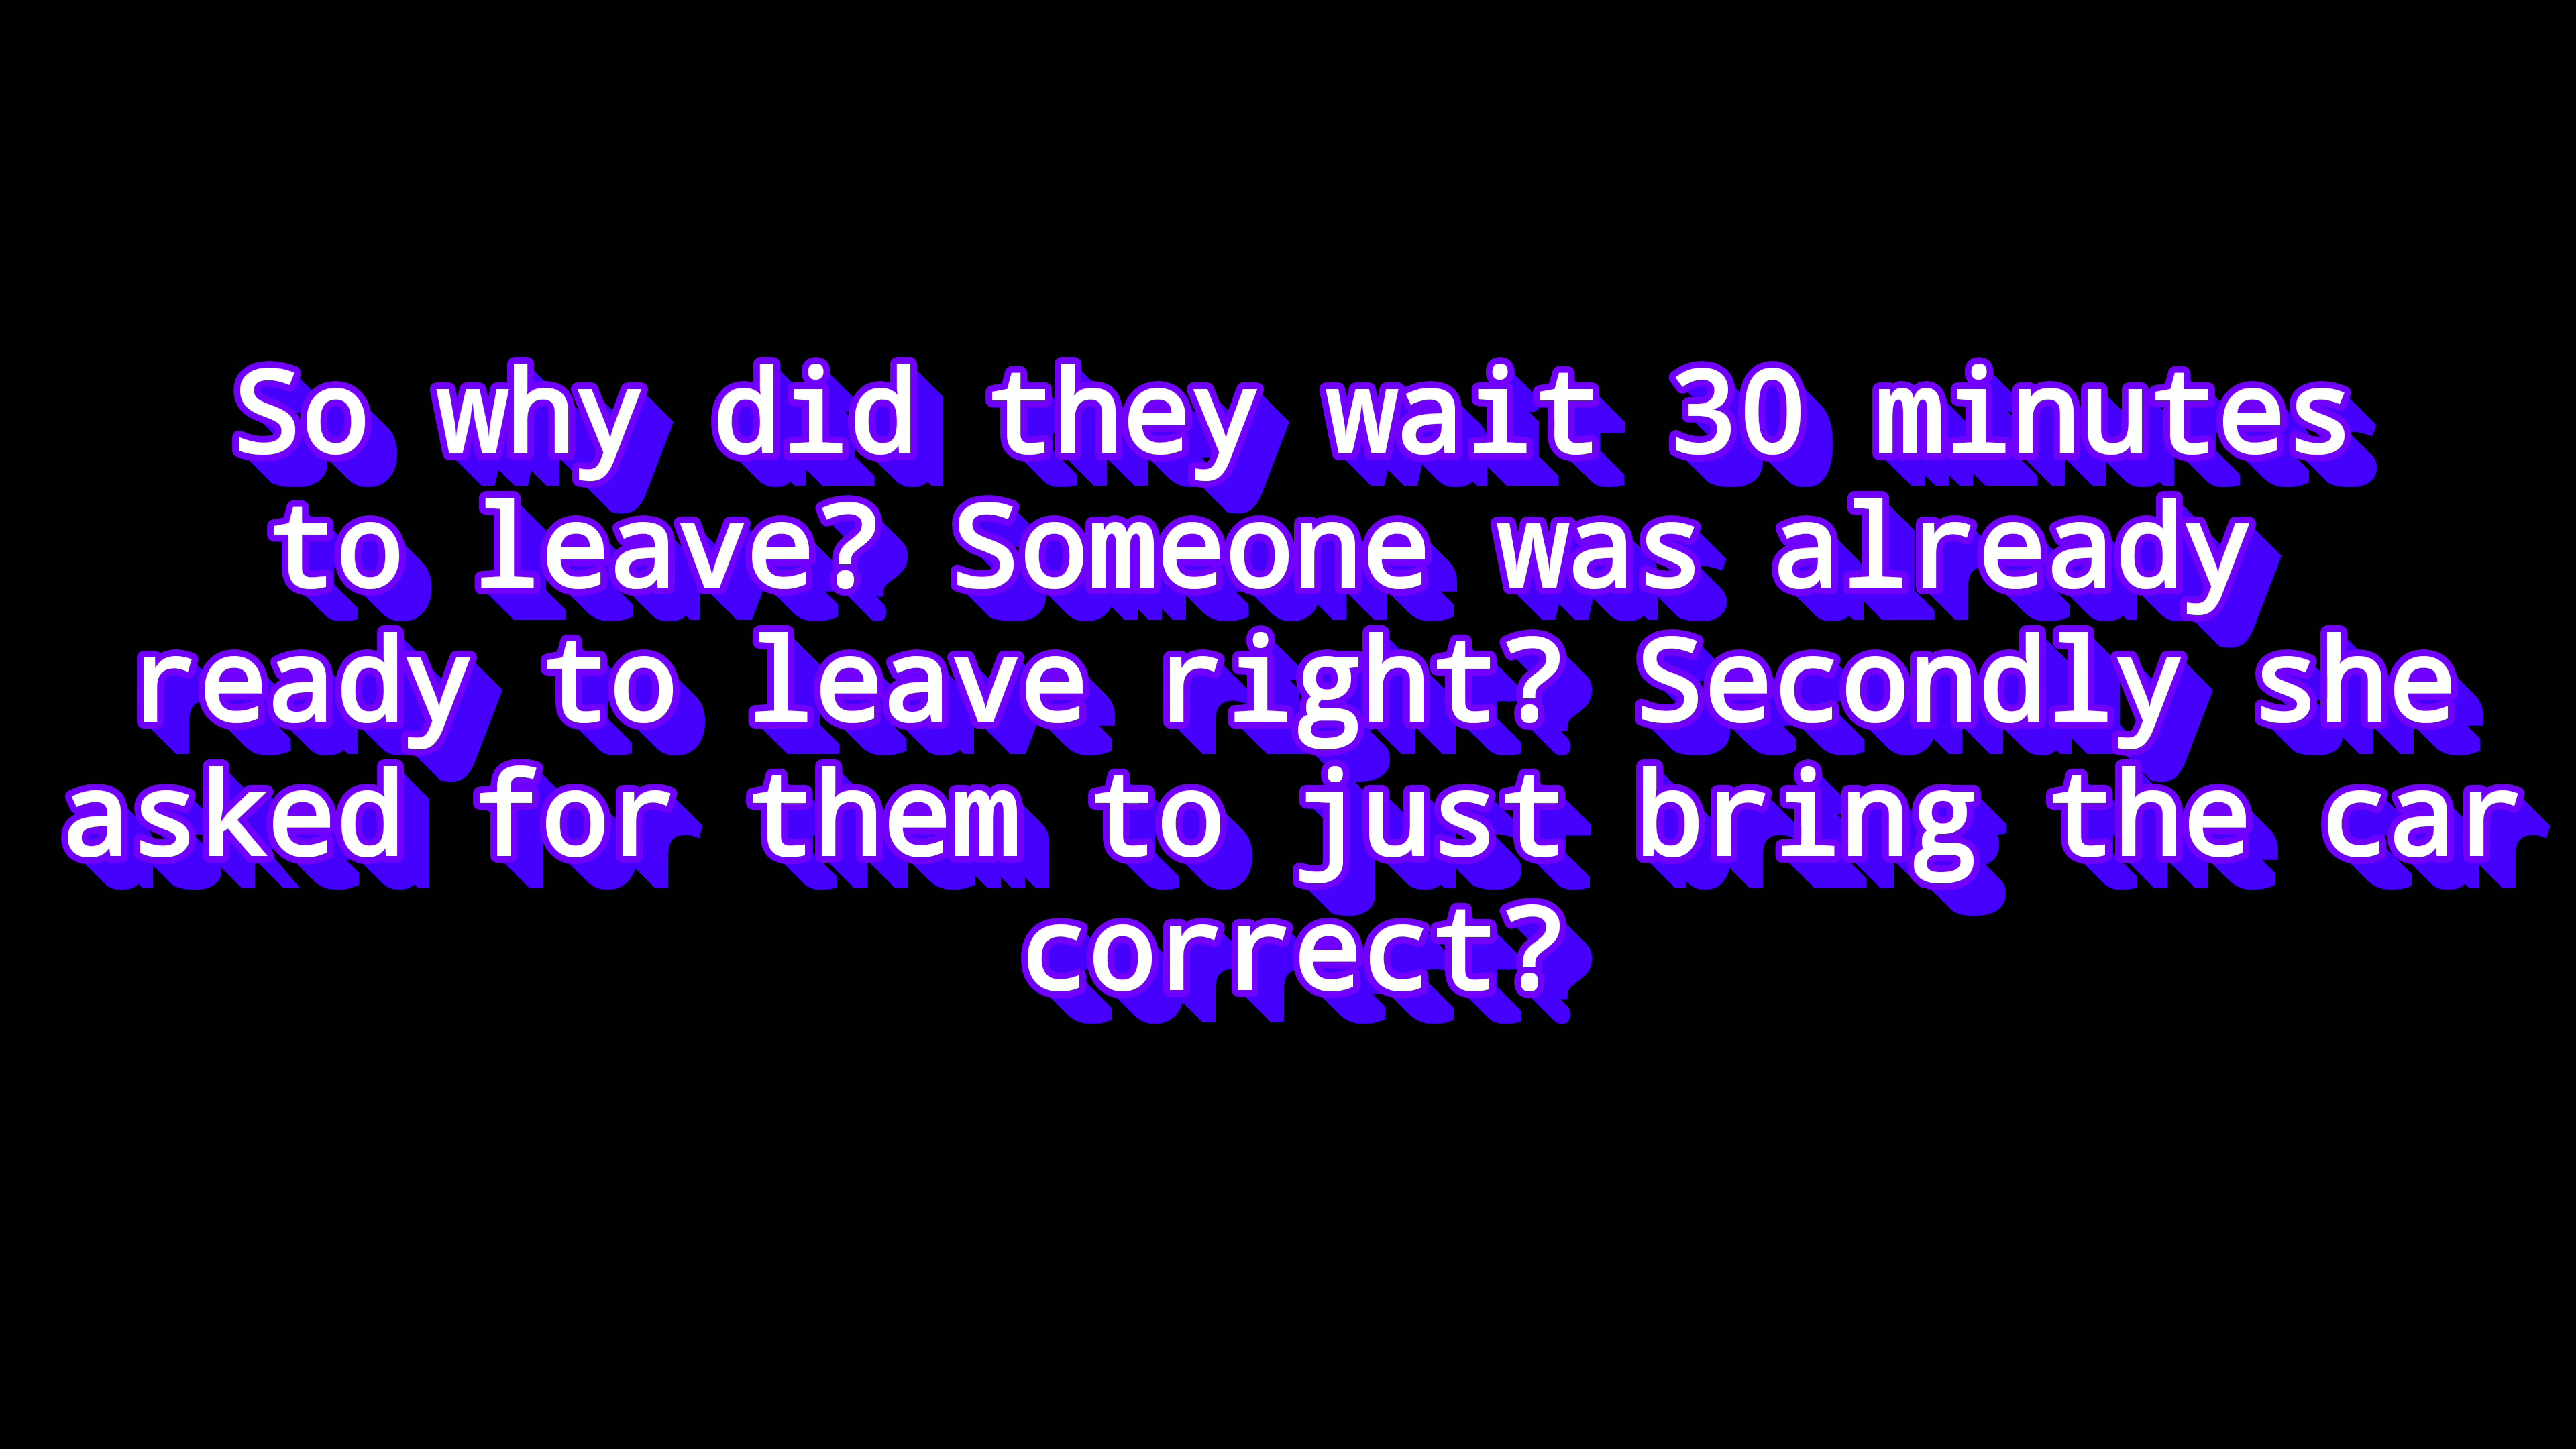 So why did they wait 30 minutes
to leave? Someone was already
ready to leave right? Secondly she
asked for them to just bring the car
correct?